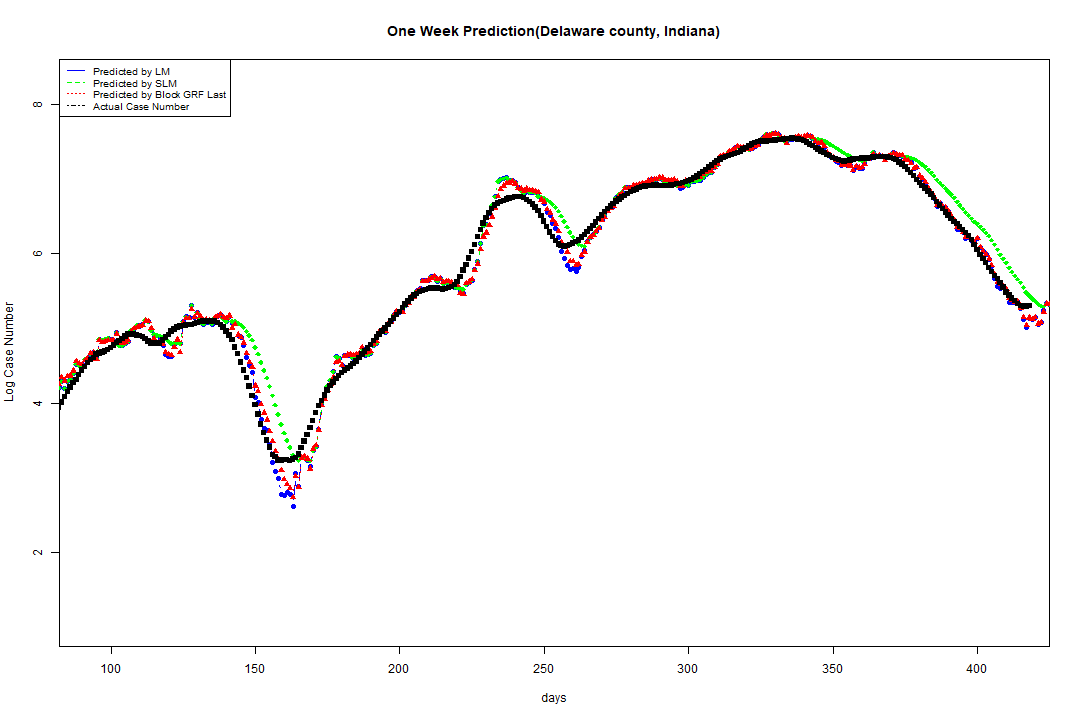 One Week Prediction(Delaware county, Indiana)
Predicted by LM
Predicted by SLM
Predicted by Block GRF Last
Actual Case Number
8
6
4
2
Log Case Number
100 150 200 250 300 350 400
days